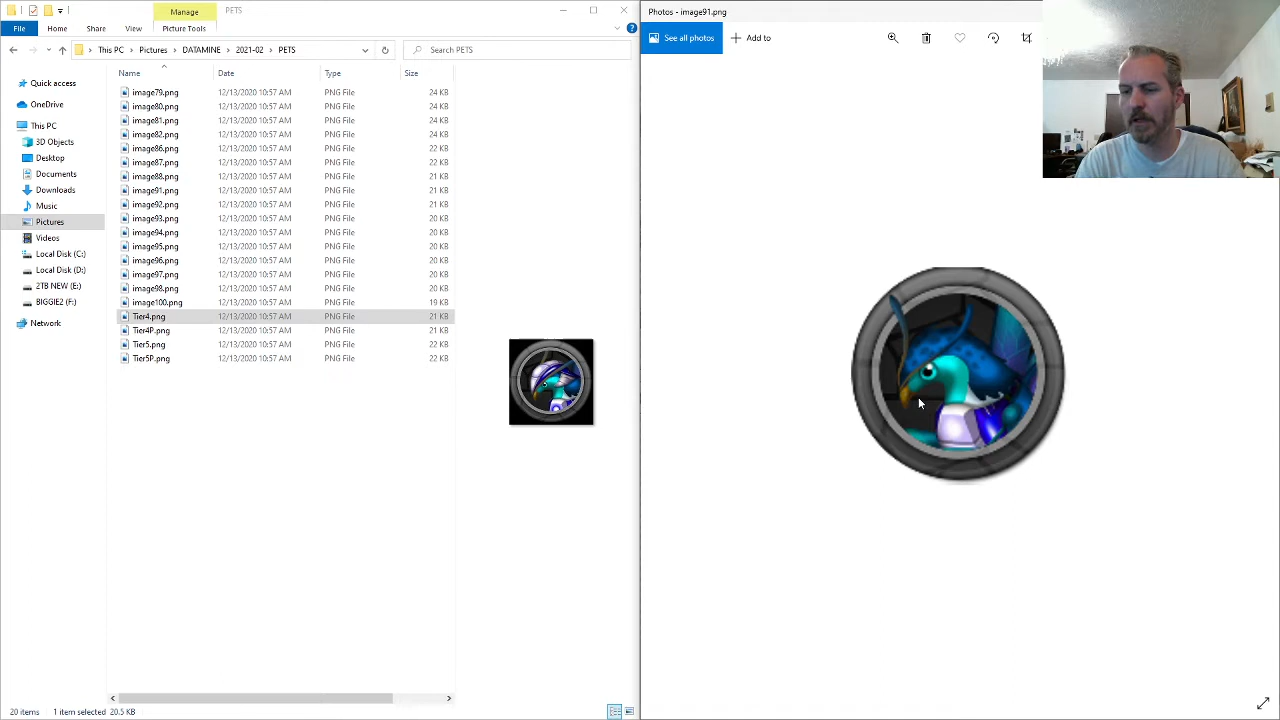 Manage
PETS
File
Home
Share
View
Picture Tools
This PC
Pictures
DATAMINE
2021-02
PETS
Search PETS
Name
Date
Type
Size
Quick access
OneDrive
This PC
3D Objects
Desktop
Documents
Downloads
Music
Pictures
Videos
Local Disk (C:)
Local Disk (D:)
2TB NEW (E:)
BIGGIE2 (F:)
Network
image79.png 12/13/2020 10:57 AM PNG File 24 KB
image80.png 12/13/2020 10:57 AM PNG File 24 KB
image81.png 12/13/2020 10:57 AM PNG File 24 KB
image82.png 12/13/2020 10:57 AM PNG File 24 KB
image86.png 12/13/2020 10:57 AM PNG File 22 KB
image87.png 12/13/2020 10:57 AM PNG File 22 KB
image88.png 12/13/2020 10:57 AM PNG File 21 KB
image91.png 12/13/2020 10:57 AM PNG File 21 KB
image92.png 12/13/2020 10:57 AM PNG File 21 KB
image93.png 12/13/2020 10:57 AM PNG File 20 KB
image94.png 12/13/2020 10:57 AM PNG File 20 KB
image95.png 12/13/2020 10:57 AM PNG File 20 KB
image96.png 12/13/2020 10:57 AM PNG File 20 KB
image97.png 12/13/2020 10:57 AM PNG File 20 KB
image98.png 12/13/2020 10:57 AM PNG File 20 KB
image100.png 12/13/2020 10:57 AM PNG File 19 KB
Tier4.png 12/13/2020 10:57 AM PNG File 21 KB
Tier4P.png 12/13/2020 10:57 AM PNG File 21 KB
Tier5.png 12/13/2020 10:57 AM PNG File 22 KB
Tier5P.png 12/13/2020 10:57 AM PNG File 22 KB
20 items
1 item selected 20.5 KB
Photos - image91.png
See all photos
Add to